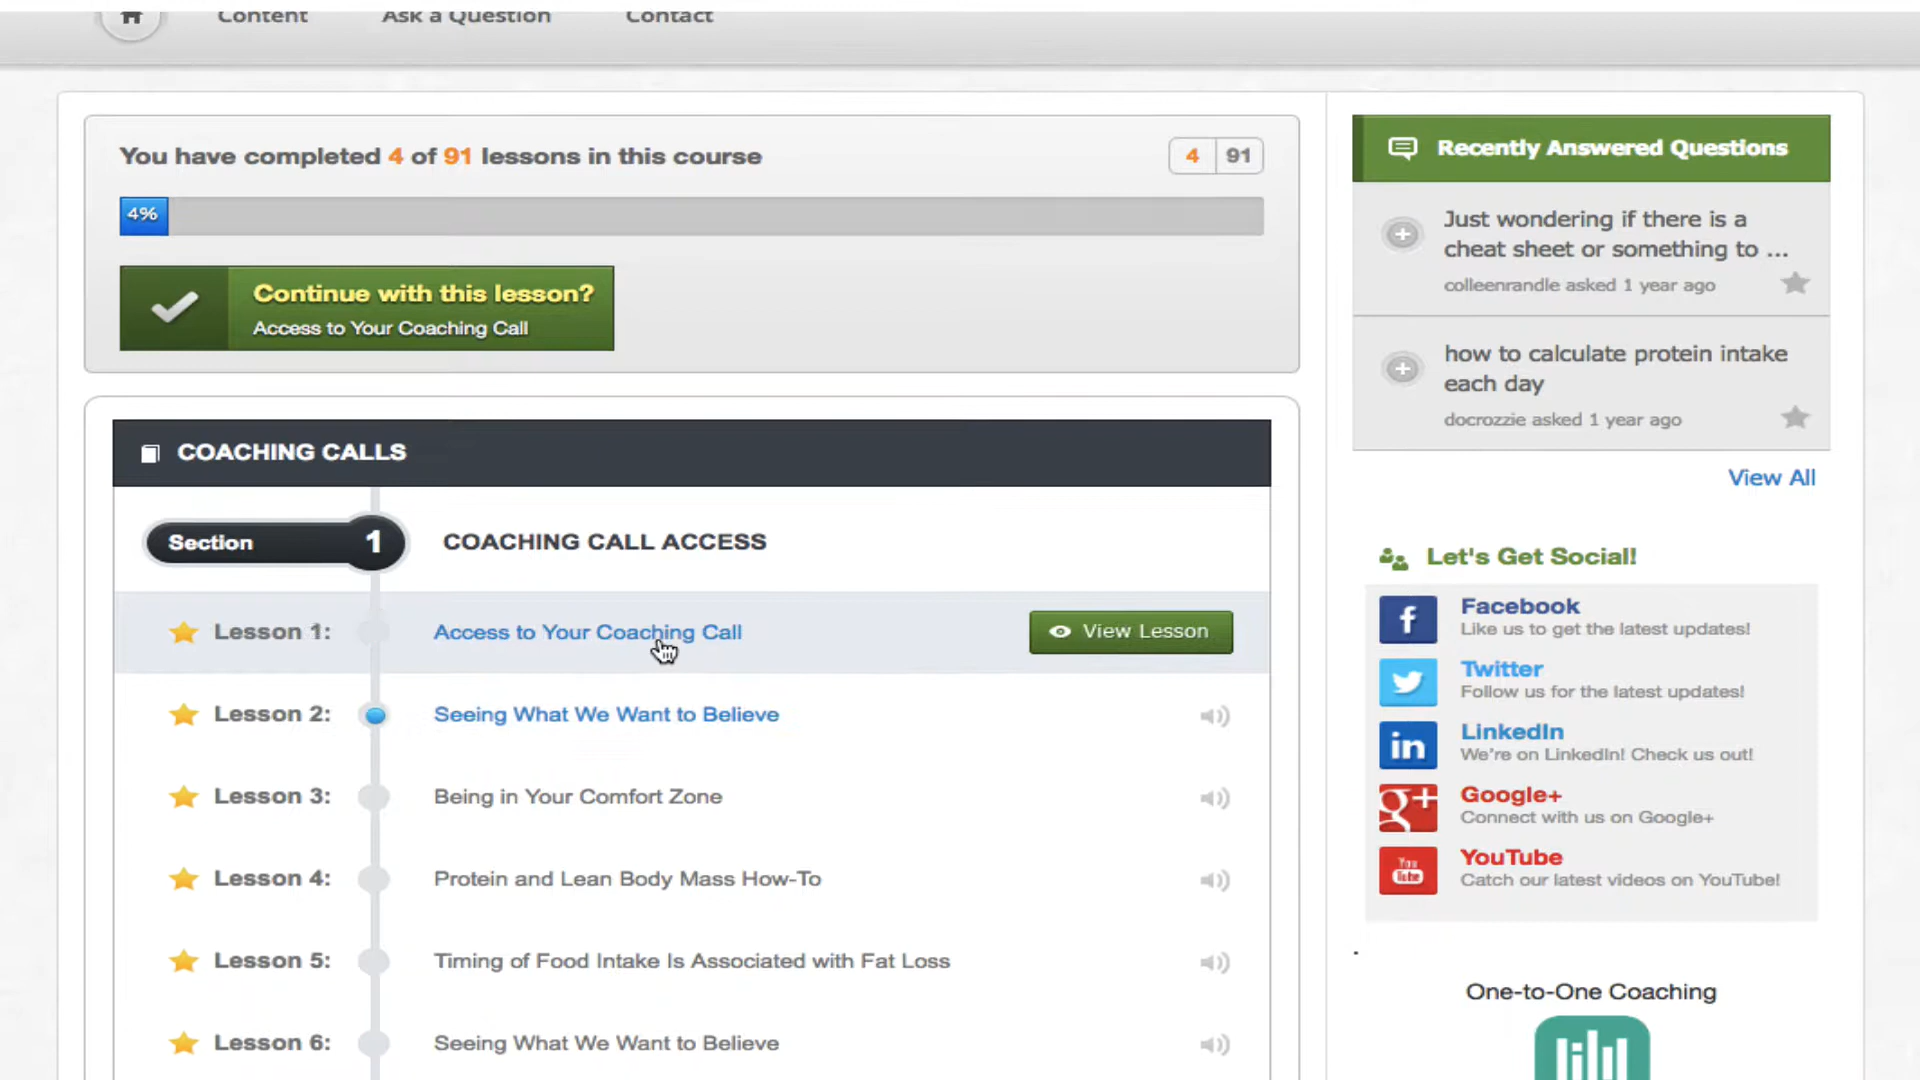 Content
Ask a Question
Contact
You have completed 4 of 91 lessons in this course
4 91
4%
Continue with this lesson?
Access to Your Coaching Call
COACHING CALLS
Section 1 COACHING CALL ACCESS
Lesson 1: Access to Your Coaching Call View Lesson
Lesson 2: Seeing What We Want to Believe
Lesson 3: Being in Your Comfort Zone
Lesson 4: Protein and Lean Body Mass How-To
Lesson 5: Timing of Food Intake Is Associated with Fat Loss
Lesson 6: Seeing What We Want to Believe
Recently Answered Questions
Just wondering if there is a
cheat sheet or something to ...
colleenrandle asked 1 year ago
how to calculate protein intake
each day
docrozzie asked 1 year ago
View All
Let's Get Social!
f
Facebook
Like us to get the latest updates!
Twitter
Follow us for the latest updates!
in
LinkedIn
We're on LinkedIn! Check us out!
g+
Google+
Connect with us on Google+
You
Tube
YouTube
Catch our latest videos on YouTube!
.
One-to-One Coaching